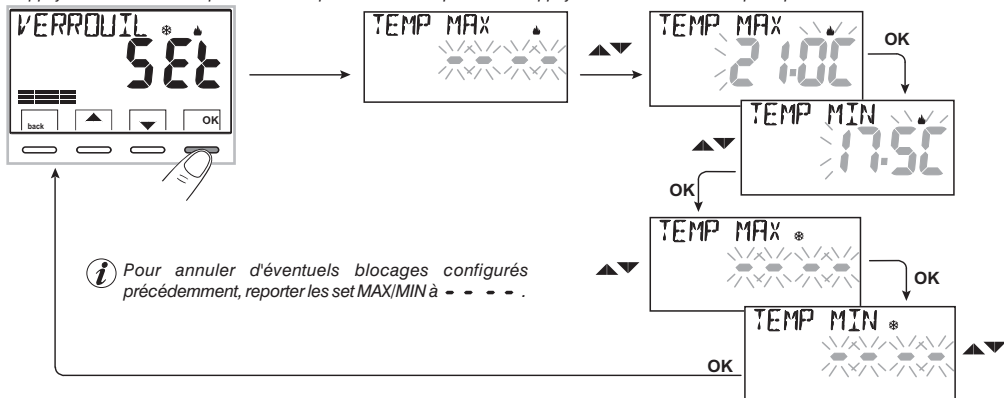 VERROUIL
SEt
back
OK
TEMP MAX
- - - -
TEMP MAX
21.0C
OK
TEMP MIN
17.5C
OK
TEMP MAX
- - - -
OK
TEMP MIN
- - - -
OK
i Pour annuler d'éventuels blocages configurés
précédemment, reporter les set MAX/MIN à - - - - .